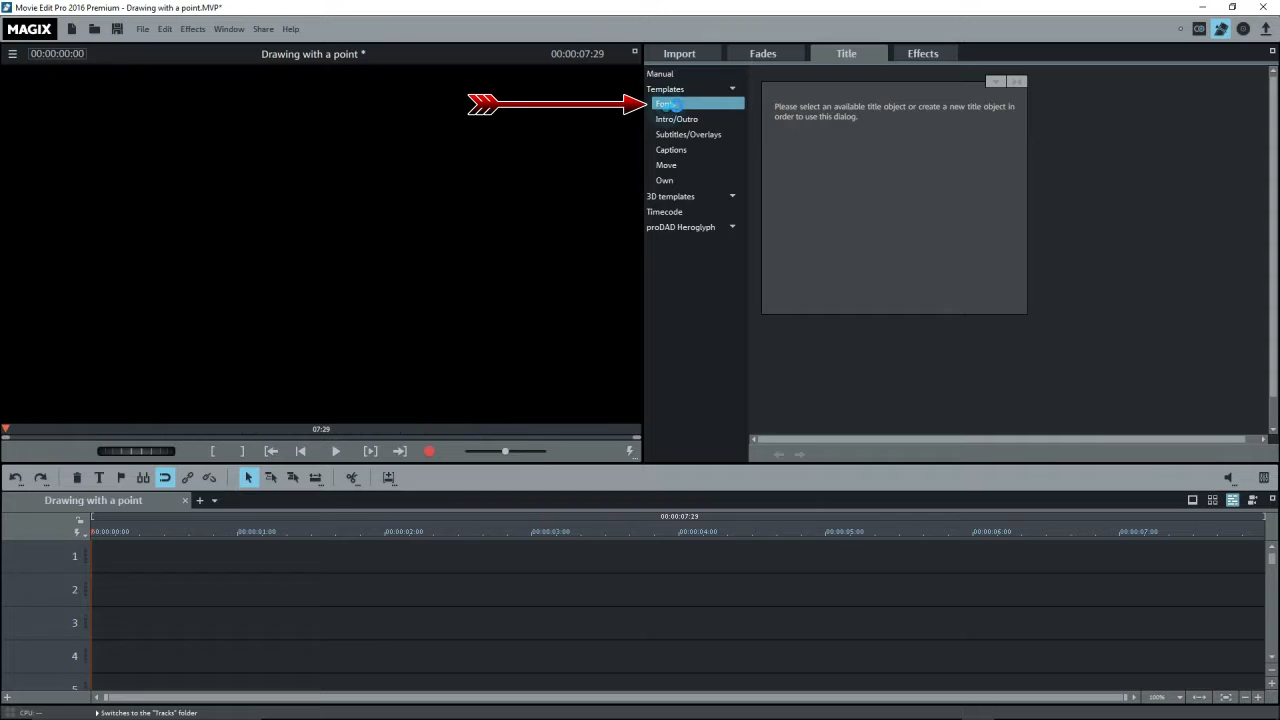 Movie Edit Pro 2016 Premium - Drawing with a point.MVP*
MAGIX File Edit Effects Window Share Help
00:00:00:00 Drawing with a point * 00:00:07:29
Import Fades Title Effects
Manual
Templates
Intro/Outro
Subtitles/Overlays
Captions
Move
Own
3D templates
Timecode
proDAD Heroglyph
Please select an available title object or create a new title object in
order to use this dialog.
07:29
Drawing with a point
00:00:07:29
00:00:00:00 00:00:01:00 00:00:02:00 00:00:03:00 00:00:04:00 00:00:05:00 00:00:06:00 00:00:07:00
1
2
3
4
5
100%
CPU: —
Switches to the "Tracks" folder